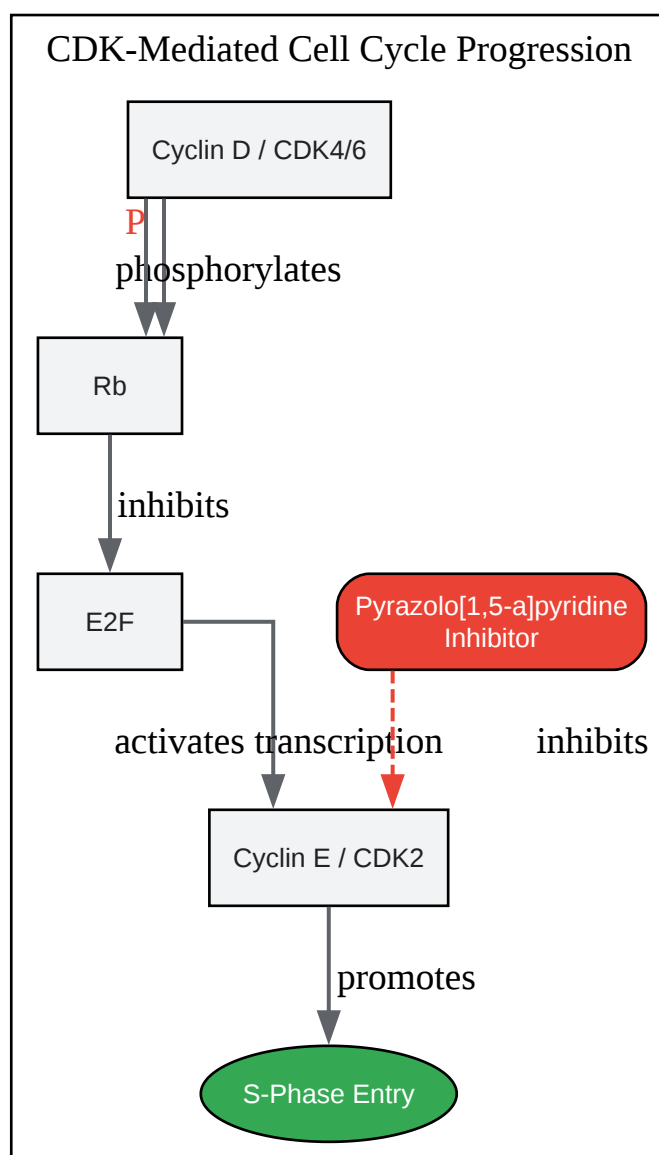 CDK-Mediated Cell Cycle Progression
Cyclin D / CDK4/6
P
phosphorylates
Rb
inhibits
E2F
Pyrazolo[1,5-a]pyridine
Inhibitor
activates transcription
inhibits
Cyclin E / CDK2
promotes
S-Phase Entry